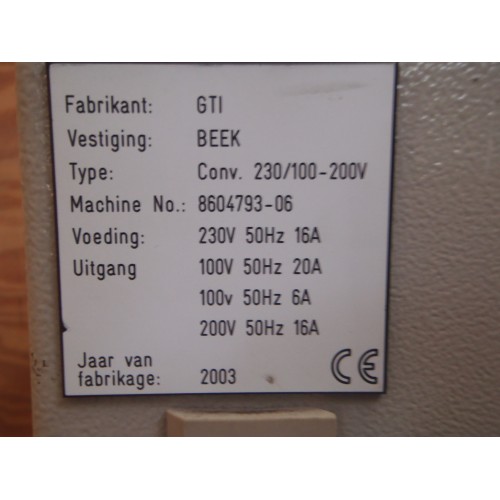 Fabrikant: GTI
Vestiging: BEEK
Type: Conv. 230/100-200V
Machine No.: 8604793-06
Voeding: 230V 50Hz 16A
Uitgang 100V 50Hz 20A
100v 50Hz 6A
200V 50Hz 16A
Jaar van
fabrikage: 2003 CE